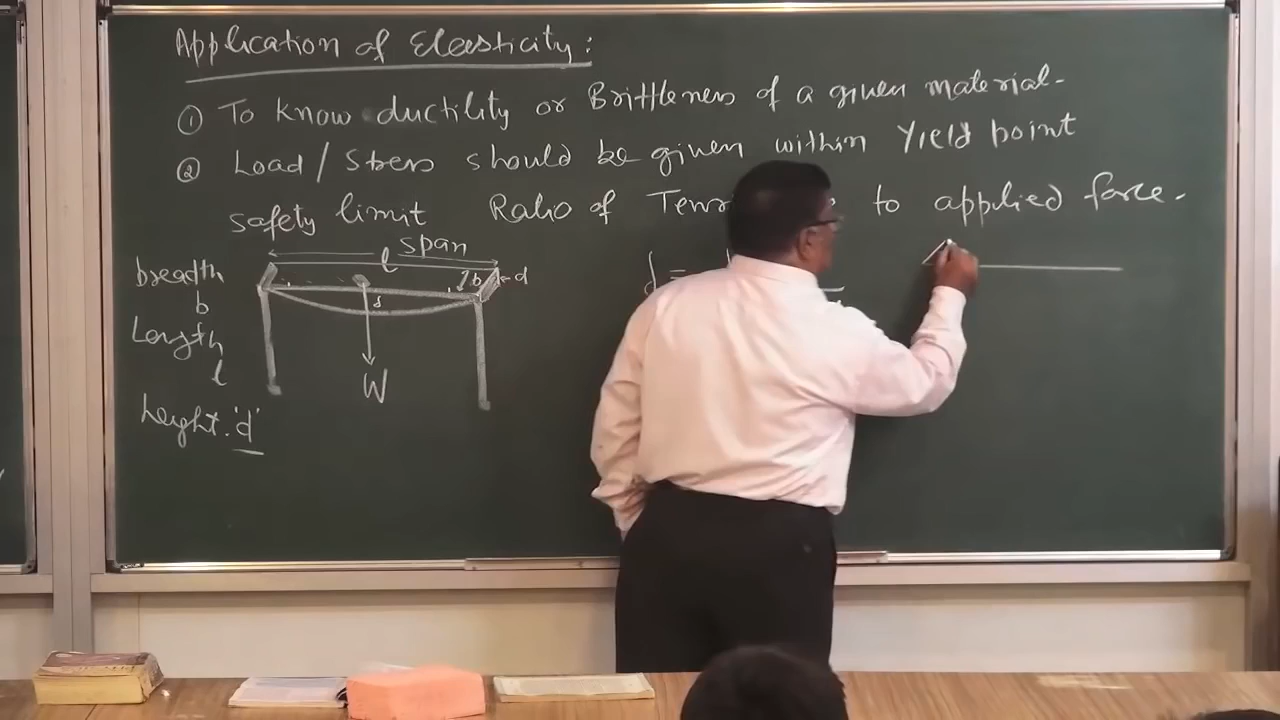 Application of Elasticity:
① To know ductility or Brittleness of a given material.
② Load/Stress should be given within Yield point
safety limit Ratio of to applied force.
span
l
breadth
b
b d
δ
Length
l
W
height 'd'